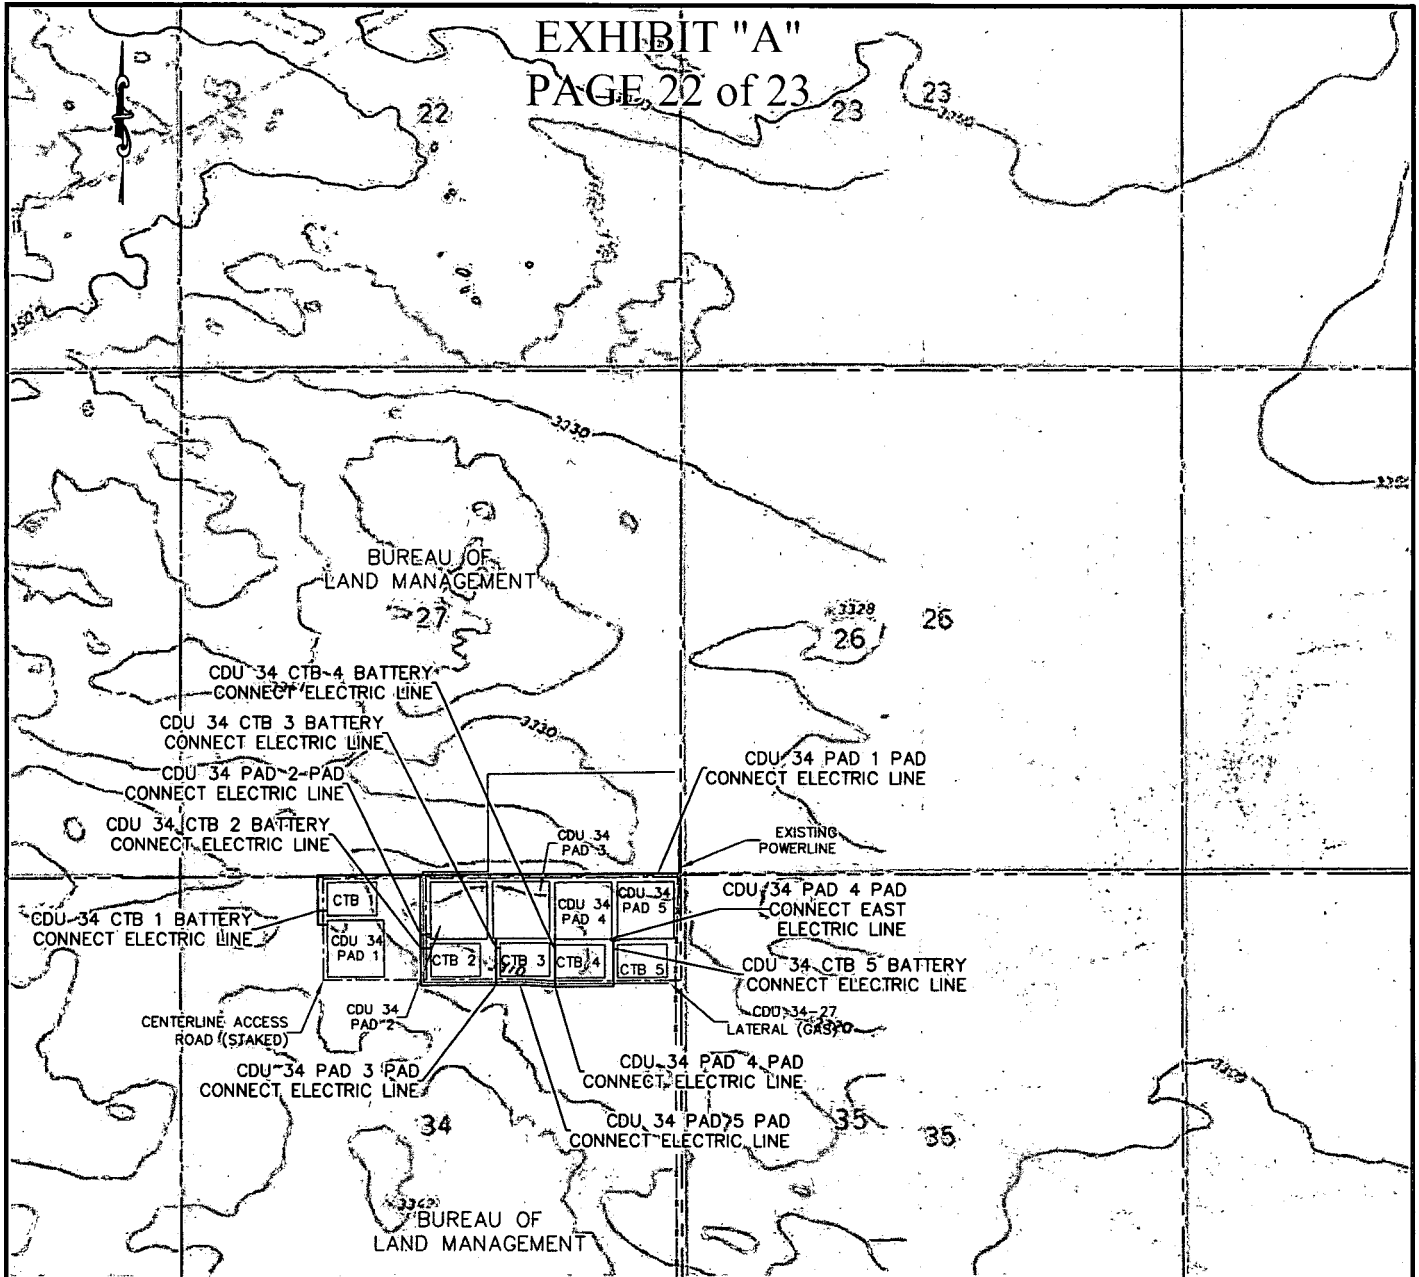 EXHIBIT "A"
PAGE 22 of 23
22
23
23
3350
3330
BUREAU OF
LAND MANAGEMENT
27
3328
26
26
CDU 34 CTB 4 BATTERY
CONNECT ELECTRIC LINE
CDU 34 CTB 3 BATTERY
CONNECT ELECTRIC LINE
3330
CDU 34 PAD 2 PAD
CONNECT ELECTRIC LINE
CDU 34 PAD 1 PAD
CONNECT ELECTRIC LINE
CDU 34 CTB 2 BATTERY
CONNECT ELECTRIC LINE
CDU 34
PAD 3
EXISTING
POWERLINE
CTB 1
CDU 34
PAD 4
CDU 34
PAD 5
CDU 34 PAD 4 PAD
CONNECT EAST
ELECTRIC LINE
CDU 34 CTB 1 BATTERY
CONNECT ELECTRIC LINE
CDU 34
PAD 1
CTB 2
CTB 3
CTB 4
CTB 5
CDU 34 CTB 5 BATTERY
CONNECT ELECTRIC LINE
CENTERLINE ACCESS
ROAD (STAKED)
CDU 34
PAD 2
CDU 34-27
LATERAL (GAS)
CDU 34 PAD 3 PAD
CONNECT ELECTRIC LINE
CDU 34 PAD 4 PAD
CONNECT ELECTRIC LINE
CDU 34 PAD 5 PAD
CONNECT ELECTRIC LINE
34
35
35
BUREAU OF
LAND MANAGEMENT